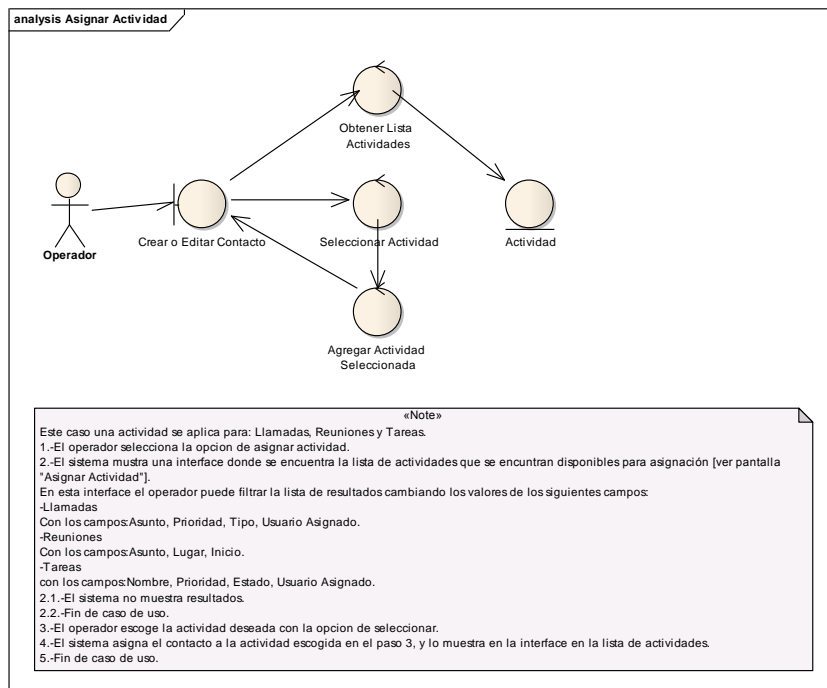 analysis Asignar Actividad
Obtener Lista
Actividades
Operador
Crear o Editar Contacto
Seleccionar Actividad
Actividad
Agregar Actividad
Seleccionada
«Note»
Este caso una actividad se aplica para: Llamadas, Reuniones y Tareas.
1.-El operador selecciona la opcion de asignar actividad.
2.-El sistema mustra una interface donde se encuentra la lista de actividades que se encuntran disponibles para asignación [ver pantalla
"Asignar Actividad"].
En esta interface el operador puede filtrar la lista de resultados cambiando los valores de los siguientes campos:
-Llamadas
Con los campos:Asunto, Prioridad, Tipo, Usuario Asignado.
-Reuniones
Con los campos:Asunto, Lugar, Inicio.
-Tareas
con los campos:Nombre, Prioridad, Estado, Usuario Asignado.
2.1.-El sistema no muestra resultados.
2.2.-Fin de caso de uso.
3.-El operador escoge la actividad deseada con la opcion de seleccionar.
4.-El sistema asigna el contacto a la actividad escogida en el paso 3, y lo muestra en la interface en la lista de actividades.
5.-Fin de caso de uso.